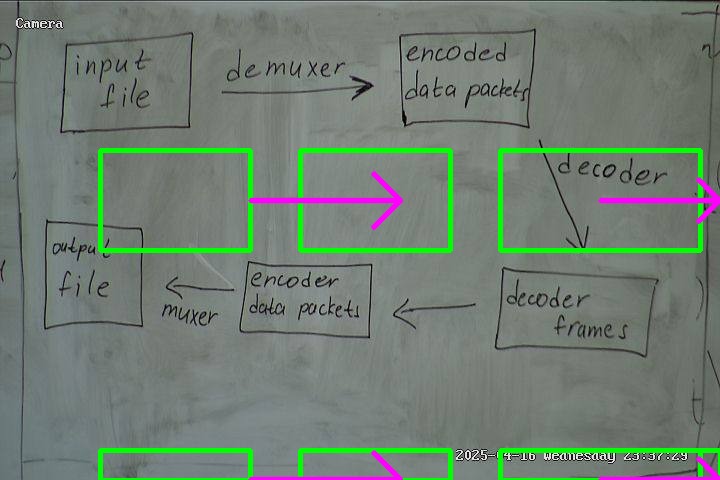 Camera
input
file
demuxer
encoded
data packets
decoder
output
file
muxer
encoder
data packets
decoder
frames
2025-04-16 Wednesday 23:37:29